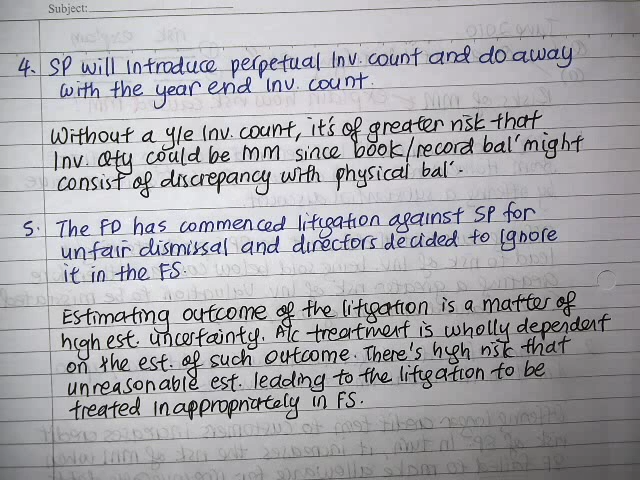 Subject:
4. SP will introduce perpetual Inv. count and do away
with the year end Inv. count.
Without a y/e Inv. count, it's of greater risk that
Inv. qty could be MM since book/record bal' might
consist of discrepancy with physical bal'.
5. The FD has commenced litigation against SP for
unfair dismissal and directors decided to ignore
it in the FS.
Estimating outcome of the litigation is a matter of
high est. uncertainty. A/c treatment is wholly dependent
on the est. of such outcome. There's high risk that
unreasonable est. leading to the litigation to be
treated inappropriately in FS.